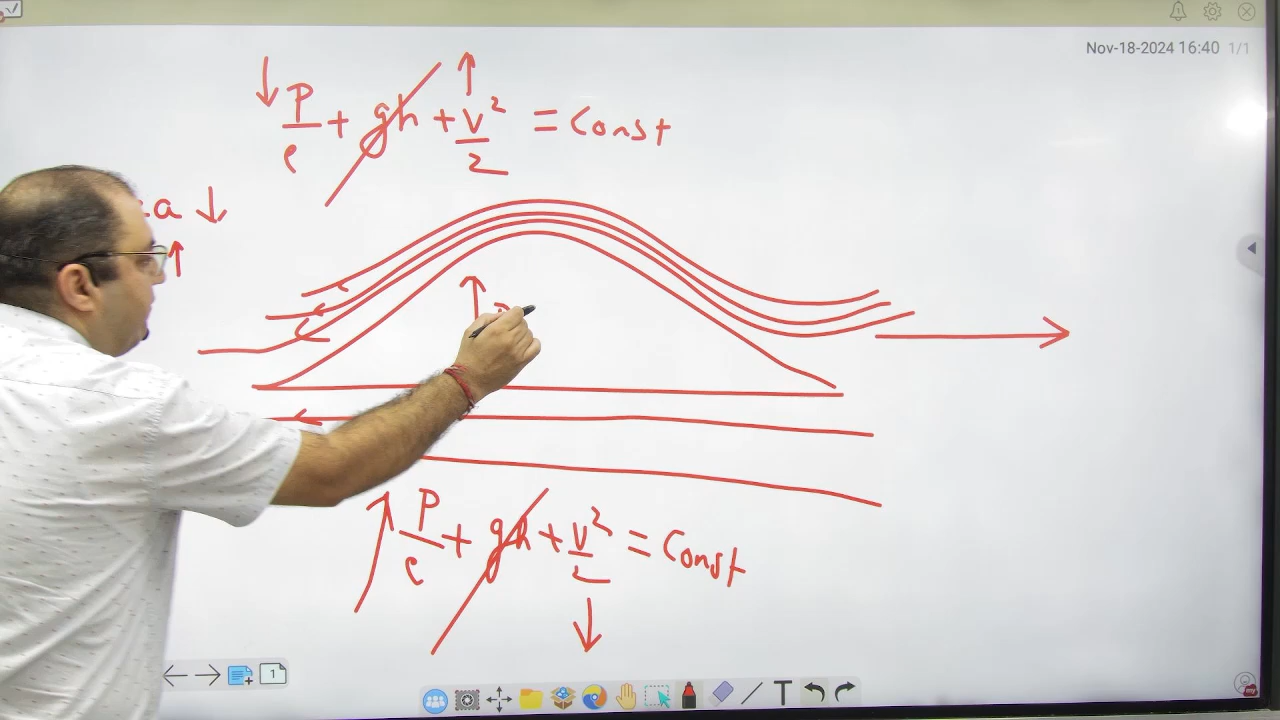 Nov-18-2024 16:40 1/1
↓ P/ρ + gh + v²/2 ↑ = Const
a ↓
↑
↑ P/ρ + gh + v²/2 ↓ = Const
1
T